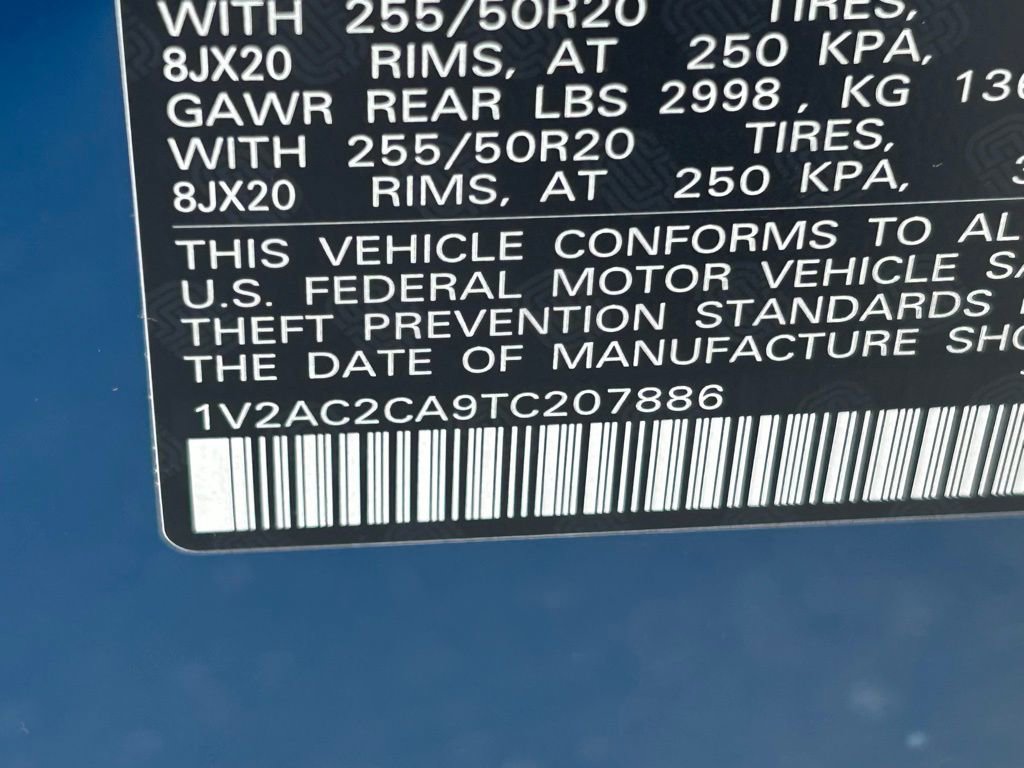 WITH 255/50R20 TIRES,
8JX20 RIMS, AT 250 KPA,
GAWR REAR LBS 2998, KG
WITH 255/50R20 TIRES,
8JX20 RIMS, AT 250 KPA,
THIS VEHICLE CONFORMS TO
U.S. FEDERAL MOTOR VEHICLE
THEFT PREVENTION STANDARDS
THE DATE OF MANUFACTURE
1V2AC2CA9TC207886